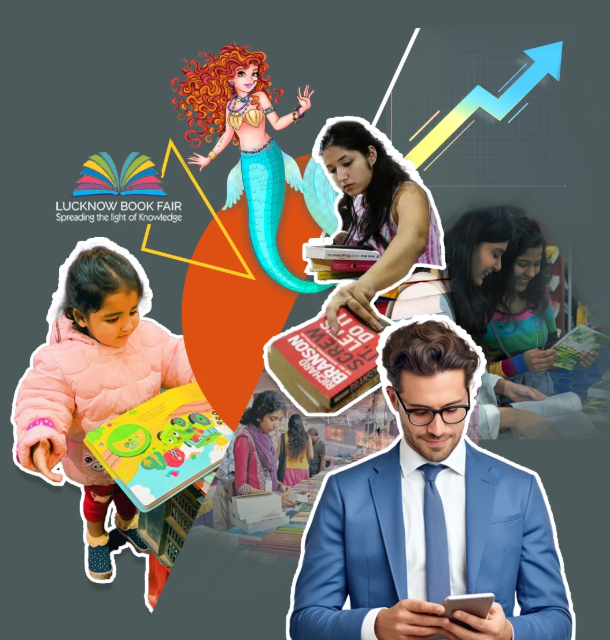 LUCKNOW BOOK FAIR
Spreading the light of Knowledge
RICHARD
BRANSON
SCREW
IT LET'S
DO IT